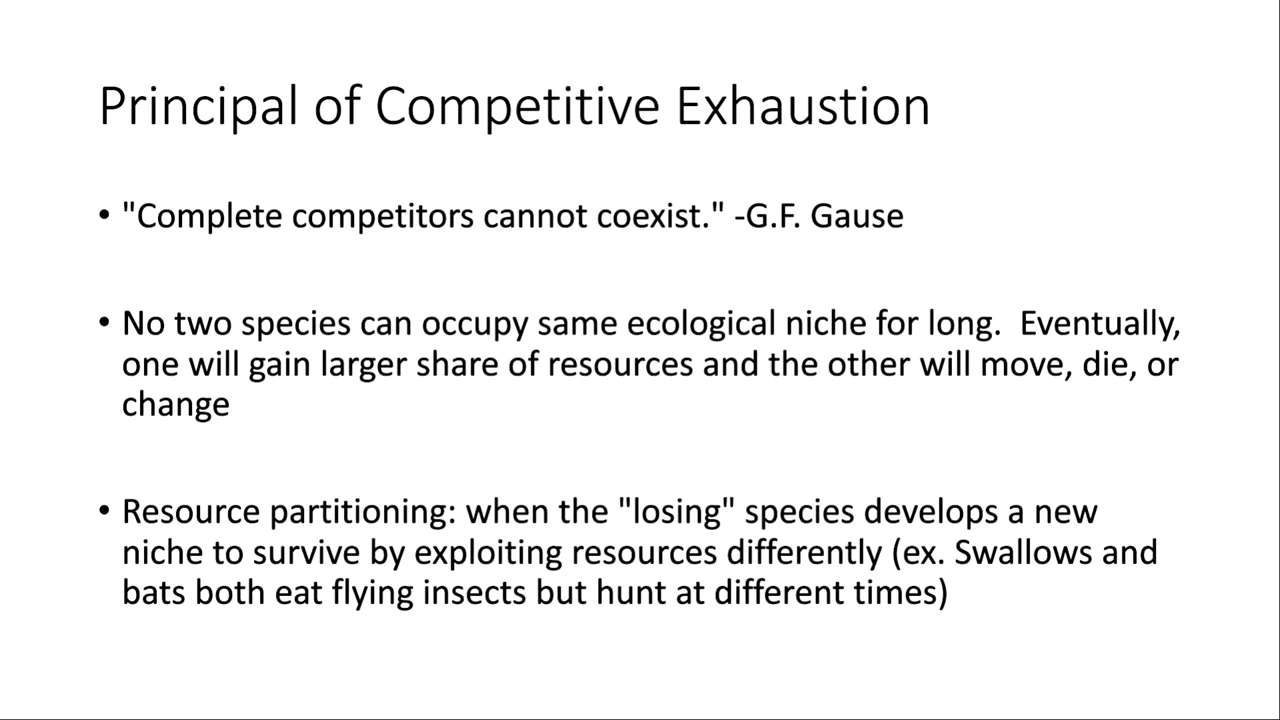 Principal of Competitive Exhaustion
• "Complete competitors cannot coexist." -G.F. Gause
• No two species can occupy same ecological niche for long.  Eventually,
one will gain larger share of resources and the other will move, die, or
change
• Resource partitioning: when the "losing" species develops a new
niche to survive by exploiting resources differently (ex. Swallows and
bats both eat flying insects but hunt at different times)